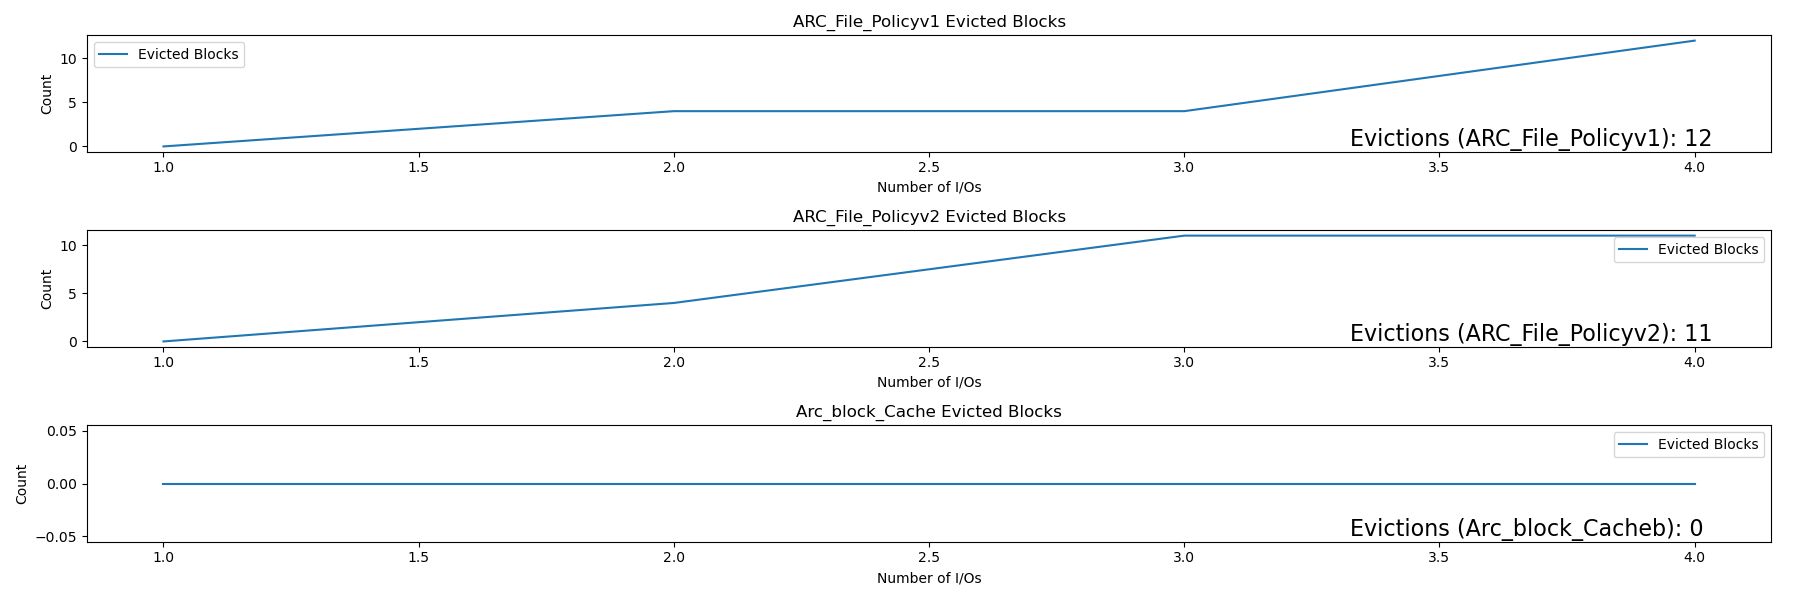 ARC_File_Policyv1 Evicted Blocks
Evicted Blocks
10
5
0
Count
Evictions (ARC_File_Policyv1): 12
1.0 1.5 2.0 2.5 3.0 3.5 4.0
Number of I/Os
ARC_File_Policyv2 Evicted Blocks
Evicted Blocks
10
5
0
Count
Evictions (ARC_File_Policyv2): 11
1.0 1.5 2.0 2.5 3.0 3.5 4.0
Number of I/Os
Arc_block_Cache Evicted Blocks
Evicted Blocks
0.05
0.00
−0.05
Count
Evictions (Arc_block_Cacheb): 0
1.0 1.5 2.0 2.5 3.0 3.5 4.0
Number of I/Os